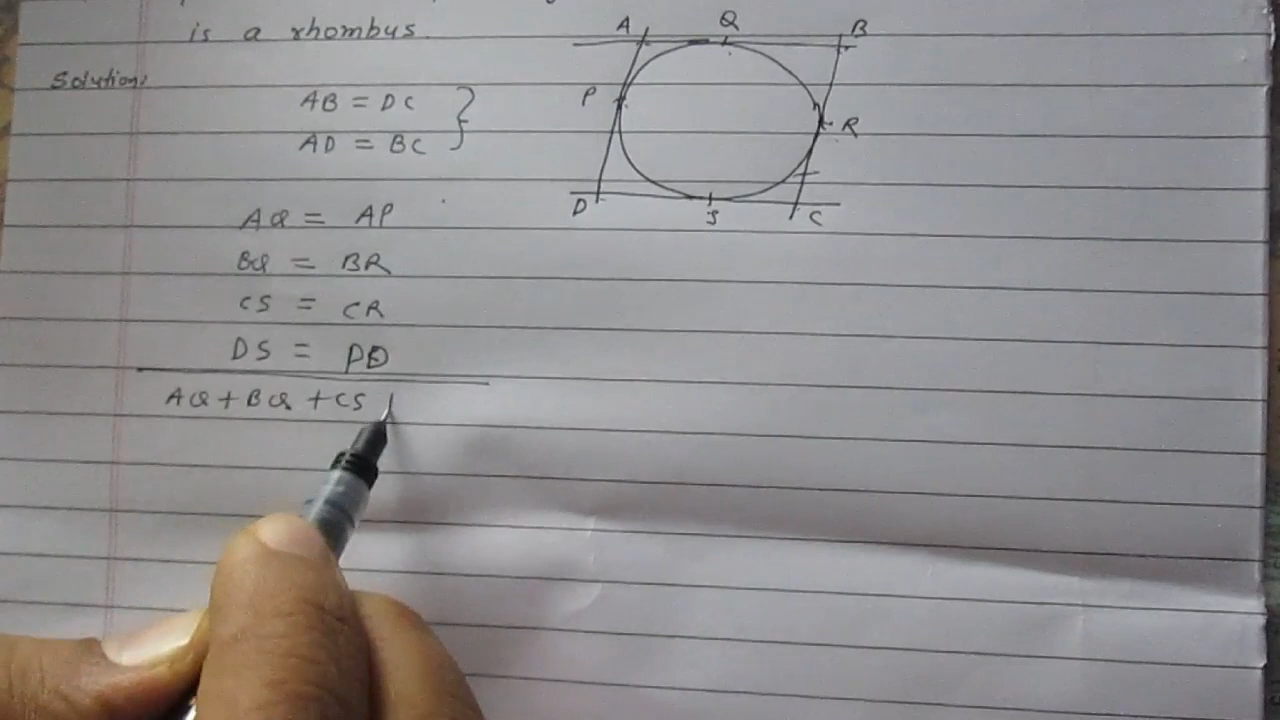 is a rhombus.
Solution:
AB = DC
AD = BC }
AQ = AP
BQ = BR
CS = CR
DS = PD
AQ + BQ + CS
A Q B
P
R
D S C